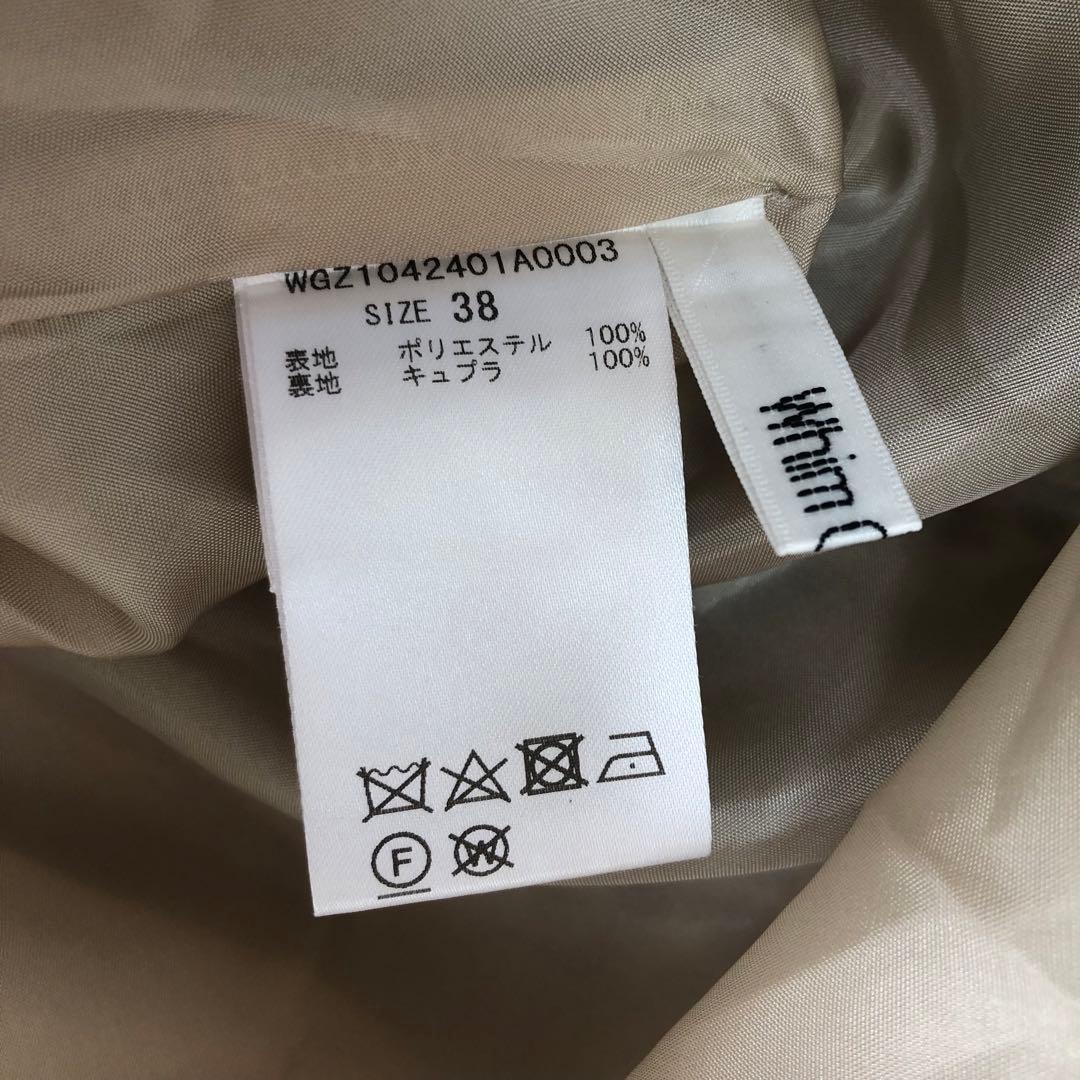 WGZ1042401A0003
SIZE 38
表地 ポリエステル 100%
裏地 キュプラ 100%
F
W
Whim